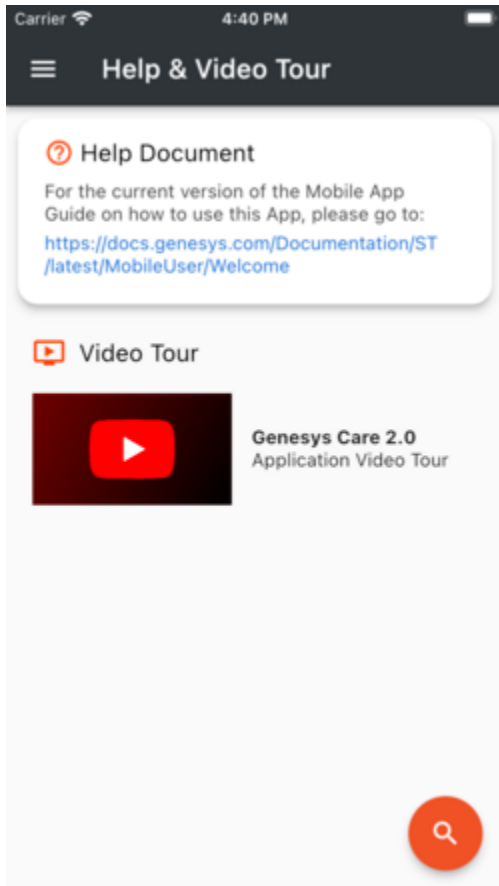 Carrier 4:40 PM
Help & Video Tour
Help Document
For the current version of the Mobile App
Guide on how to use this App, please go to:
https://docs.genesys.com/Documentation/ST
/latest/MobileUser/Welcome
Video Tour
Genesys Care 2.0
Application Video Tour